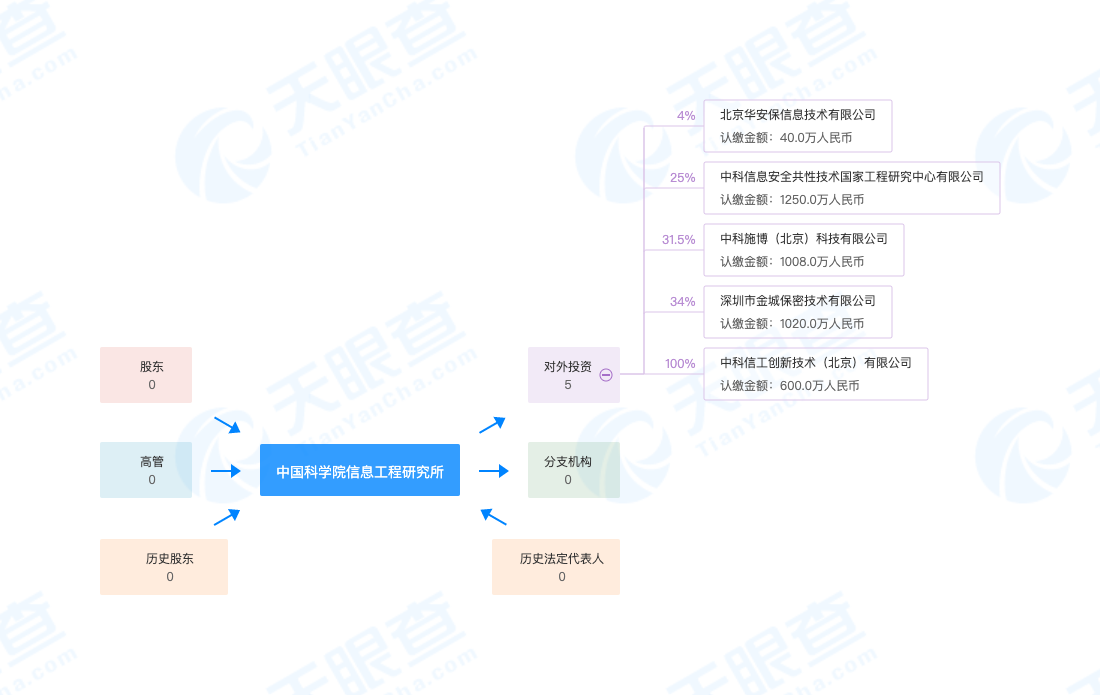 4%
北京华安保信息技术有限公司
认缴金额：40.0万人民币
25%
中科信息安全共性技术国家工程研究中心有限公司
认缴金额：1250.0万人民币
31.5%
中科施博（北京）科技有限公司
认缴金额：1008.0万人民币
34%
深圳市金城保密技术有限公司
认缴金额：1020.0万人民币
100%
中科信工创新技术（北京）有限公司
认缴金额：600.0万人民币
股东
0
对外投资
5
高管
0
中国科学院信息工程研究所
分支机构
0
历史股东
0
历史法定代表人
0
天眼查
TianYanCha.com